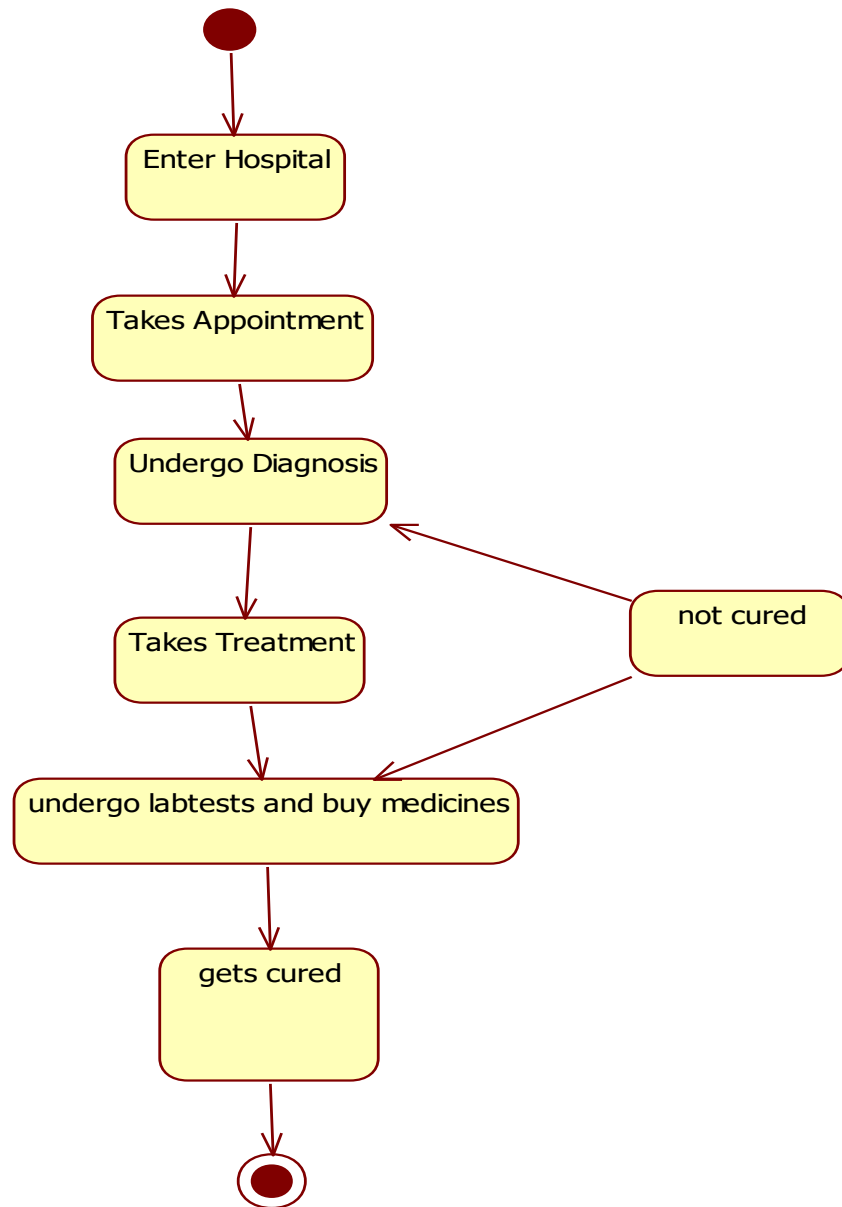 Enter Hospital
Takes Appointment
Undergo Diagnosis
Takes Treatment
not cured
undergo labtests and buy medicines
gets cured